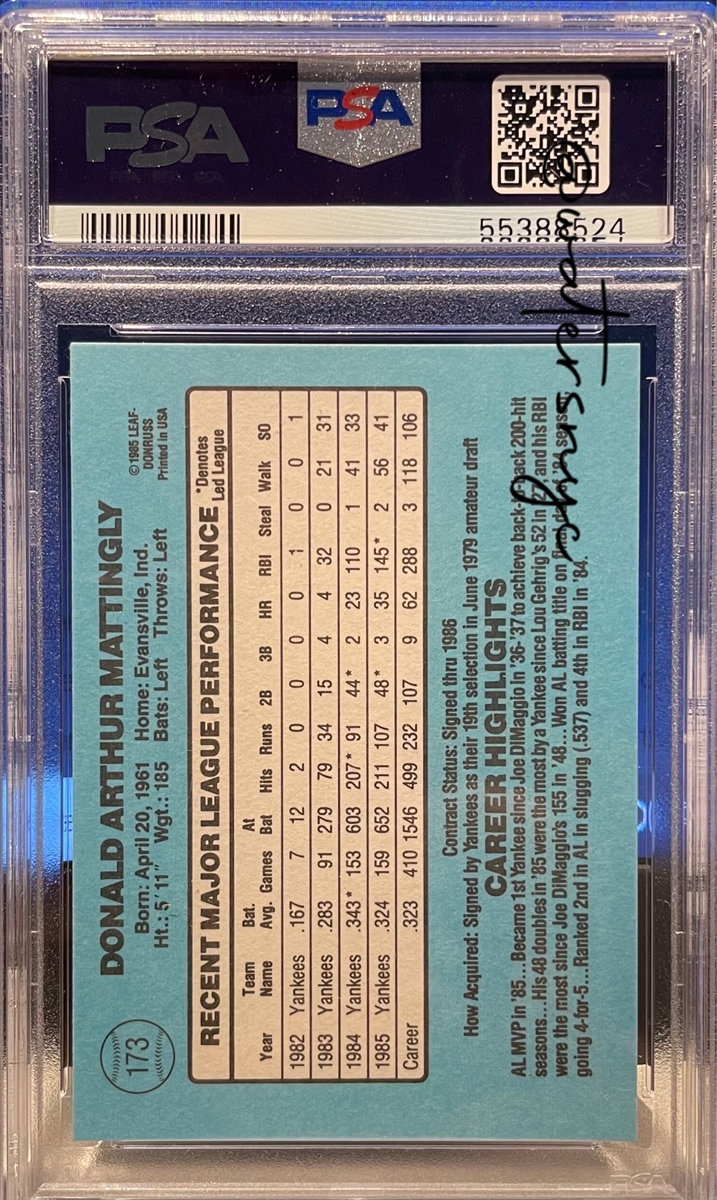 PSA
PSA
55388524
@watersnyc
173
DONALD ARTHUR MATTINGLY
Born: April 20, 1961 Home: Evansville, Ind.
Ht.: 5' 11" Wgt.: 185 Bats: Left Throws: Left
©1985 LEAF-
DONRUSS
Printed in USA
RECENT MAJOR LEAGUE PERFORMANCE
*Denotes
Led League
Year Team Name Bat. Avg. Games At Bat Hits Runs 2B 3B HR RBI Steal Walk SO
1982 Yankees .167 7 12 2 0 0 0 0 1 0 0 1
1983 Yankees .283 91 279 79 34 15 4 4 32 0 21 31
1984 Yankees .343* 153 603 207* 91 44* 2 23 110 1 41 33
1985 Yankees .324 159 652 211 107 48* 3 35 145* 2 56 41
Career .323 410 1546 499 232 107 9 62 288 3 118 106
Contract Status: Signed thru 1986
How Acquired: Signed by Yankees as their 19th selection in June 1979 amateur draft
CAREER HIGHLIGHTS
AL MVP in '85...Became 1st Yankee since Joe DiMaggio in '36-'37 to achieve back-to-back 200-hit
seasons...His 48 doubles in '85 were the most by a Yankee since Lou Gehrig's 52 in '27 and his RBI
were the most since Joe DiMaggio's 155 in '48...Won AL batting title on final day of '84 season
going 4-for-5...Ranked 2nd in AL in slugging (.537) and 4th in RBI in '84.